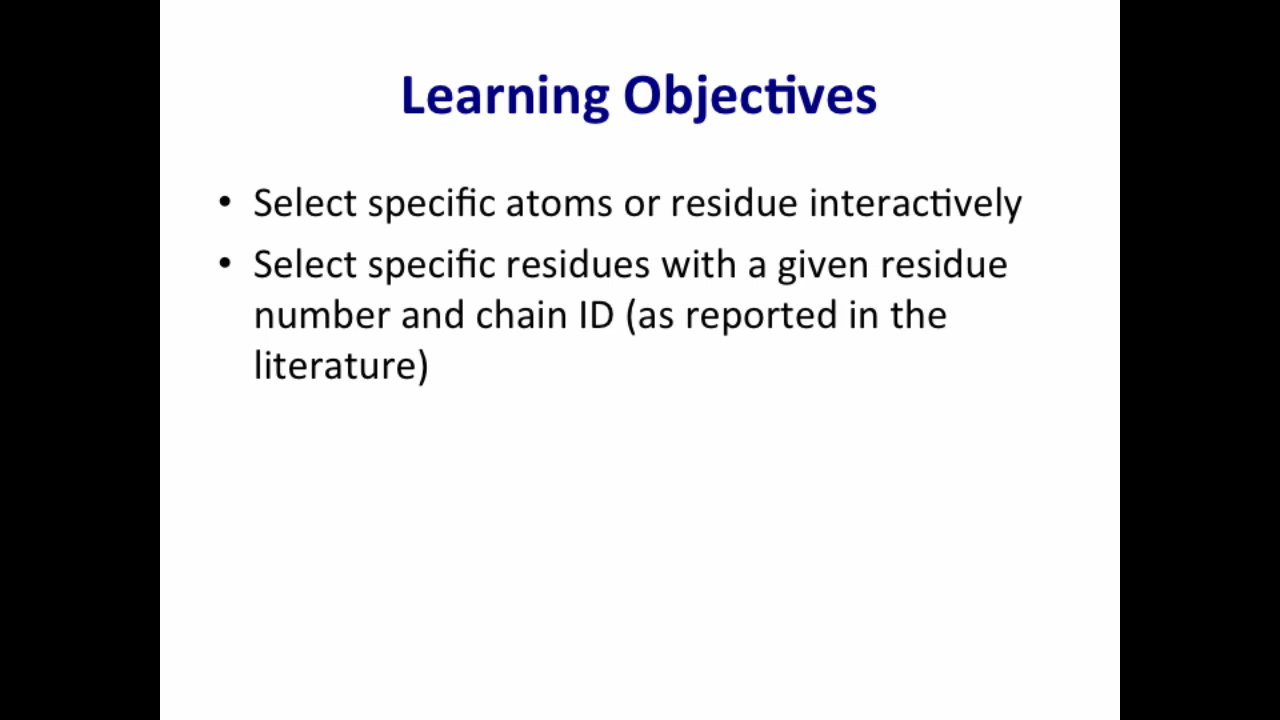 Learning Objectives
• Select specific atoms or residue interactively
• Select specific residues with a given residue
number and chain ID (as reported in the
literature)